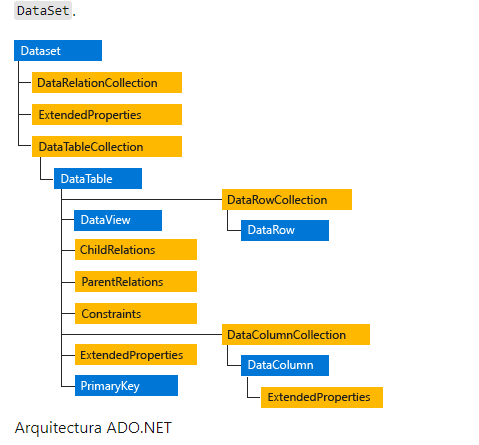 DataSet.
Dataset
DataRelationCollection
ExtendedProperties
DataTableCollection
DataTable
DataRowCollection
DataView
DataRow
ChildRelations
ParentRelations
Constraints
DataColumnCollection
ExtendedProperties
DataColumn
PrimaryKey
ExtendedProperties
Arquitectura ADO.NET